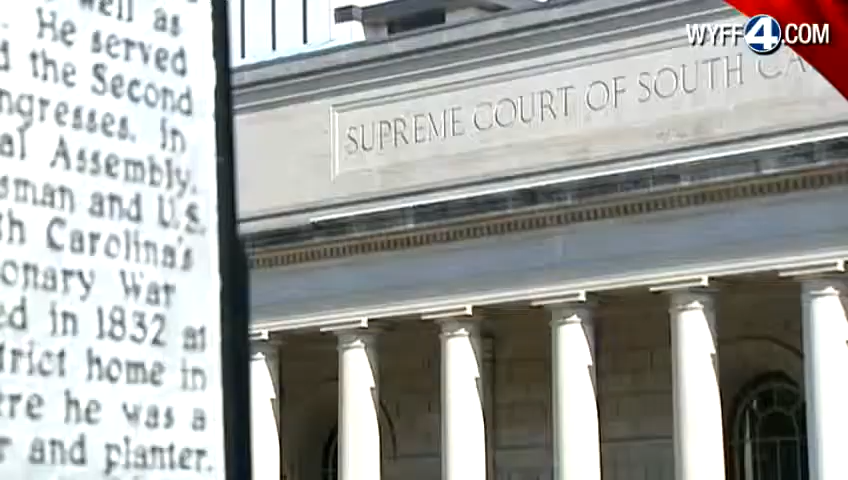 well as
. He served
d the Second
ngresses. In
al Assembly,
sman and U.S.
th Carolina's
onary War
ed in 1832 at
trict home in
ere he was a
r and planter.
SUPREME COURT OF SOUTH CA
WYFF4.COM